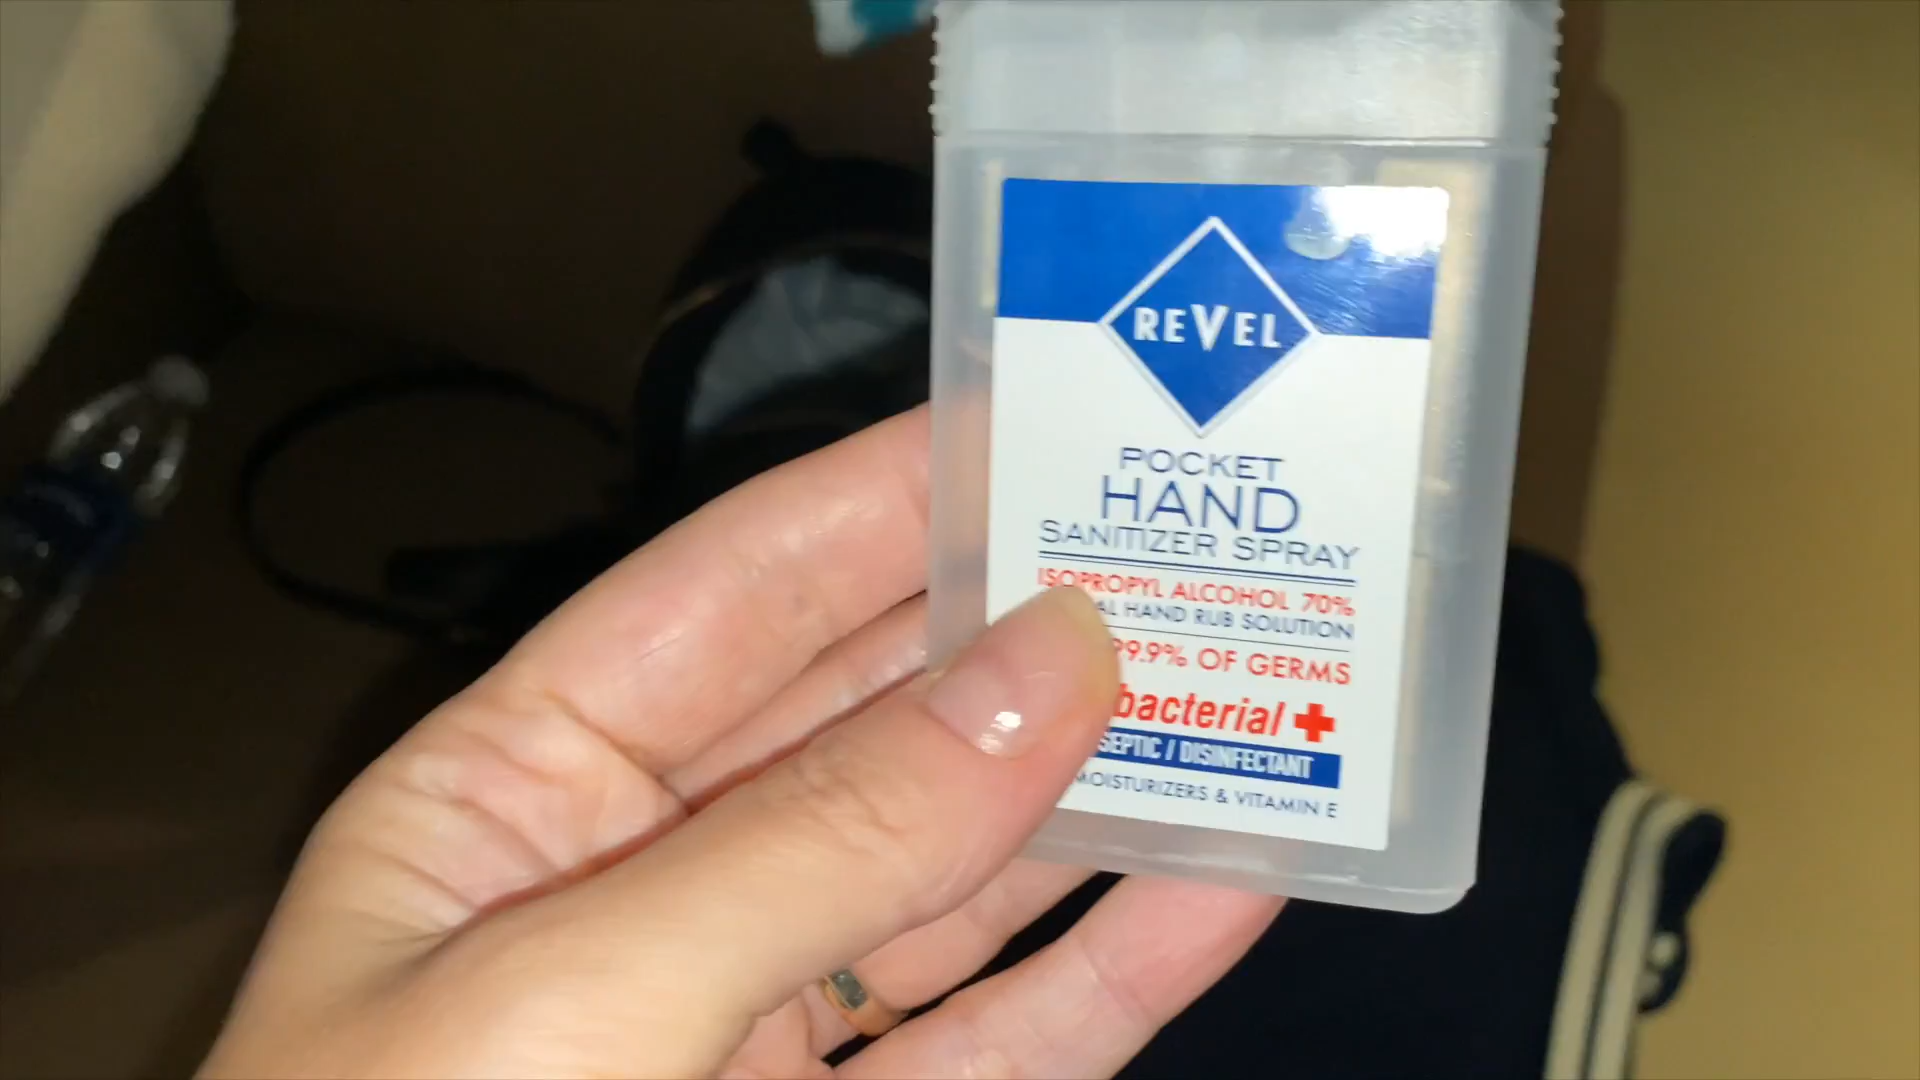 REVEL
POCKET
HAND
SANITIZER SPRAY
ISOPROPYL ALCOHOL 70%
HAND RUB SOLUTION
99.9% OF GERMS
bacterial
DISINFECTANT
MOISTURIZERS & VITAMIN E